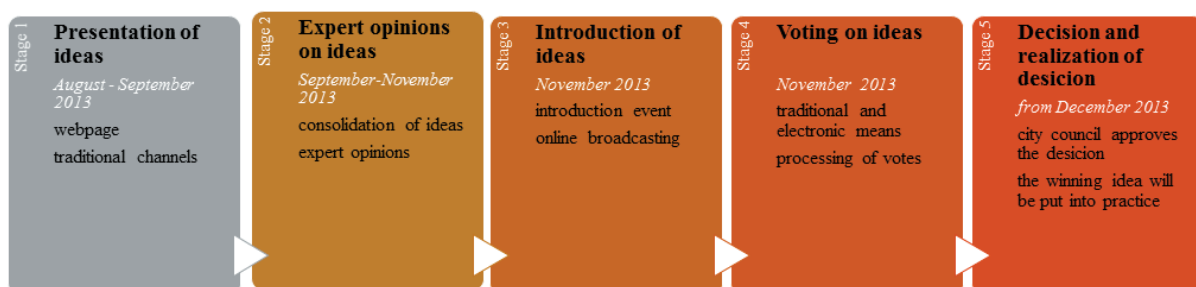 Stage 1
Presentation of
ideas
August - September
2013
webpage
traditional channels
Stage 2
Expert opinions
on ideas
September-November
2013
consolidation of ideas
expert opinions
Stage 3
Introduction of
ideas
November 2013
introduction event
online broadcasting
Stage 4
Voting on ideas
November 2013
traditional and
electronic means
processing of votes
Stage 5
Decision and
realization of
desicion
from December 2013
city council approves
the desicion
the winning idea will
be put into practice